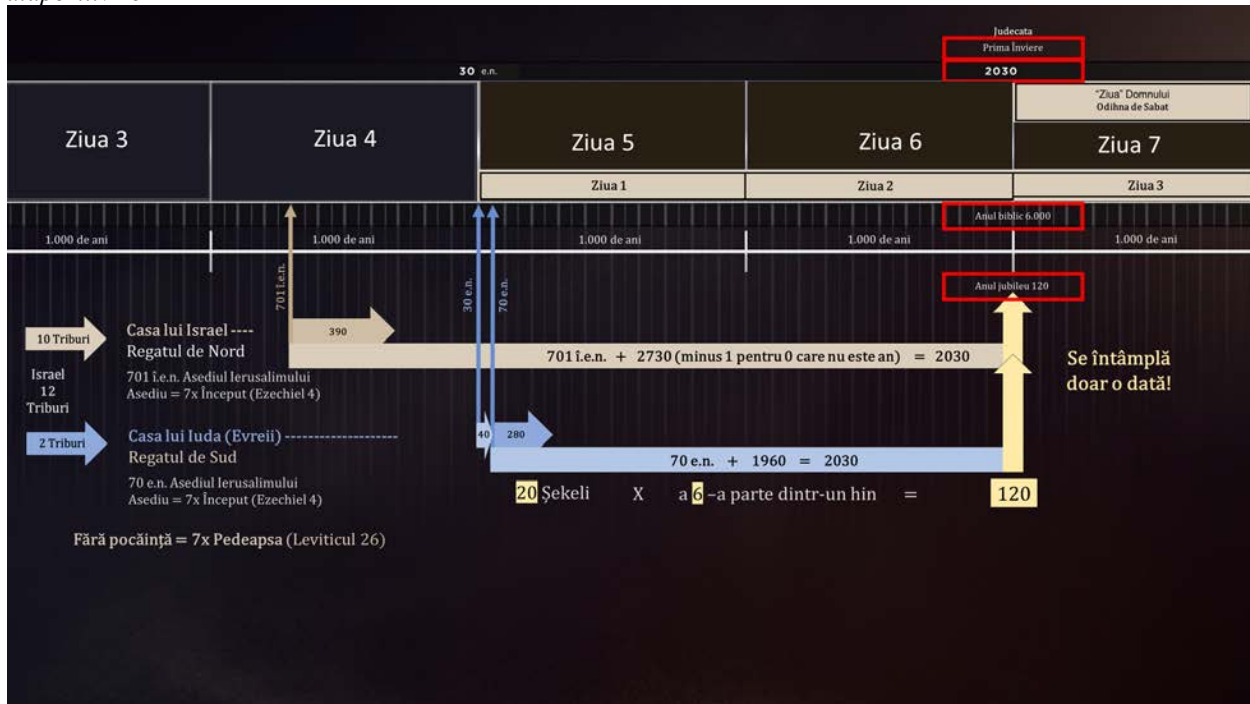 Judecata
Prima Înviere
30 e.n.
2030
"Ziua" Domnului
Odihna de Sabat
Ziua 3
Ziua 4
Ziua 5
Ziua 6
Ziua 7
Ziua 1
Ziua 2
Ziua 3
Anul biblic 6.000
1.000 de ani
1.000 de ani
1.000 de ani
1.000 de ani
1.000 de ani
701 î.e.n.
30 e.n.
70 e.n.
Anul jubileu 120
10 Triburi
Casa lui Israel ----
Regatul de Nord
390
701 î.e.n. + 2730 (minus 1 pentru 0 care nu este an) = 2030
Se întâmplă
doar o dată!
Israel
12
Triburi
701 î.e.n. Asediul Ierusalimului
Asediu = 7x Început (Ezechiel 4)
2 Triburi
Casa lui Iuda (Evreii) --------------------
Regatul de Sud
40
280
70 e.n. + 1960 = 2030
70 e.n. Asediul Ierusalimului
Asediu = 7x Început (Ezechiel 4)
20 Șekeli X a 6 –a parte dintr-un hin = 120
Fără pocăință = 7x Pedeapsa (Leviticul 26)